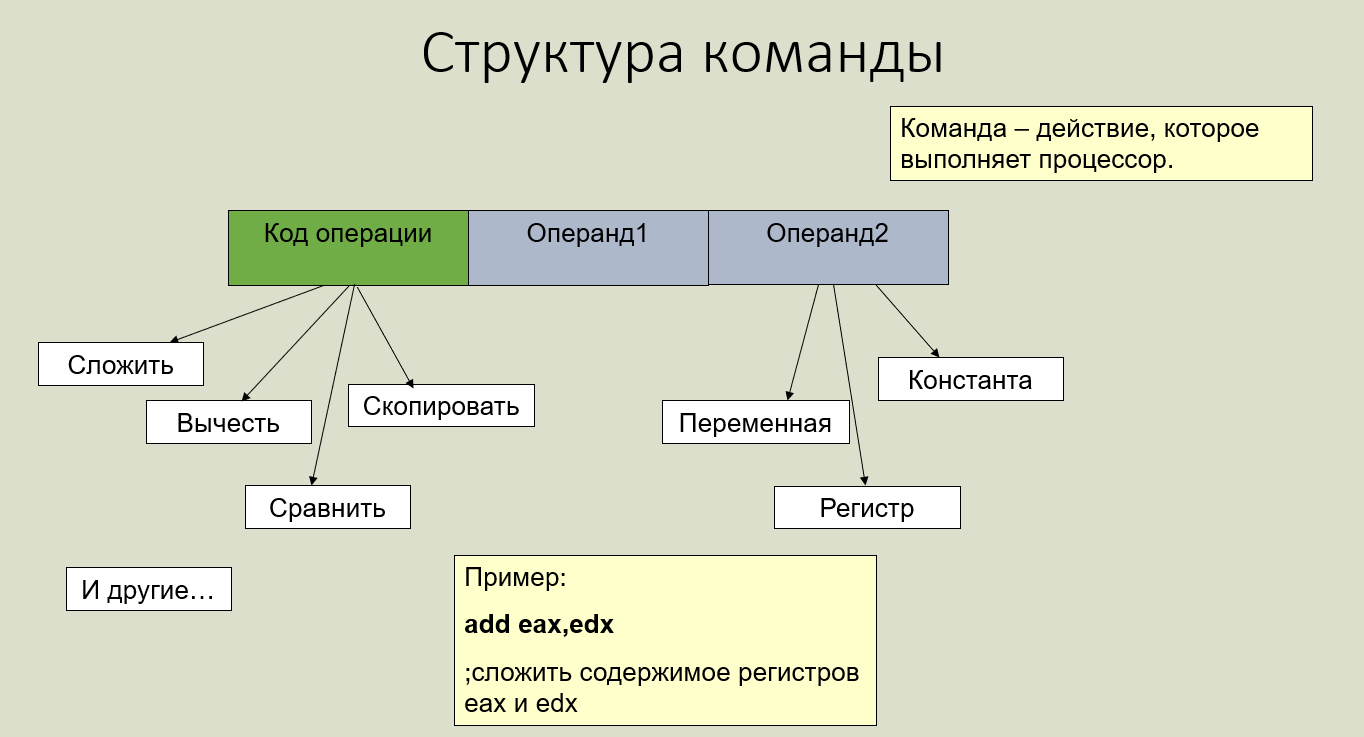 Структура команды
Команда – действие, которое
выполняет процессор.
Код операции
Операнд1
Операнд2
Сложить
Вычесть
Скопировать
Сравнить
Константа
Переменная
Регистр
И другие…
Пример:
add eax,edx
;сложить содержимое регистров
eax и edx